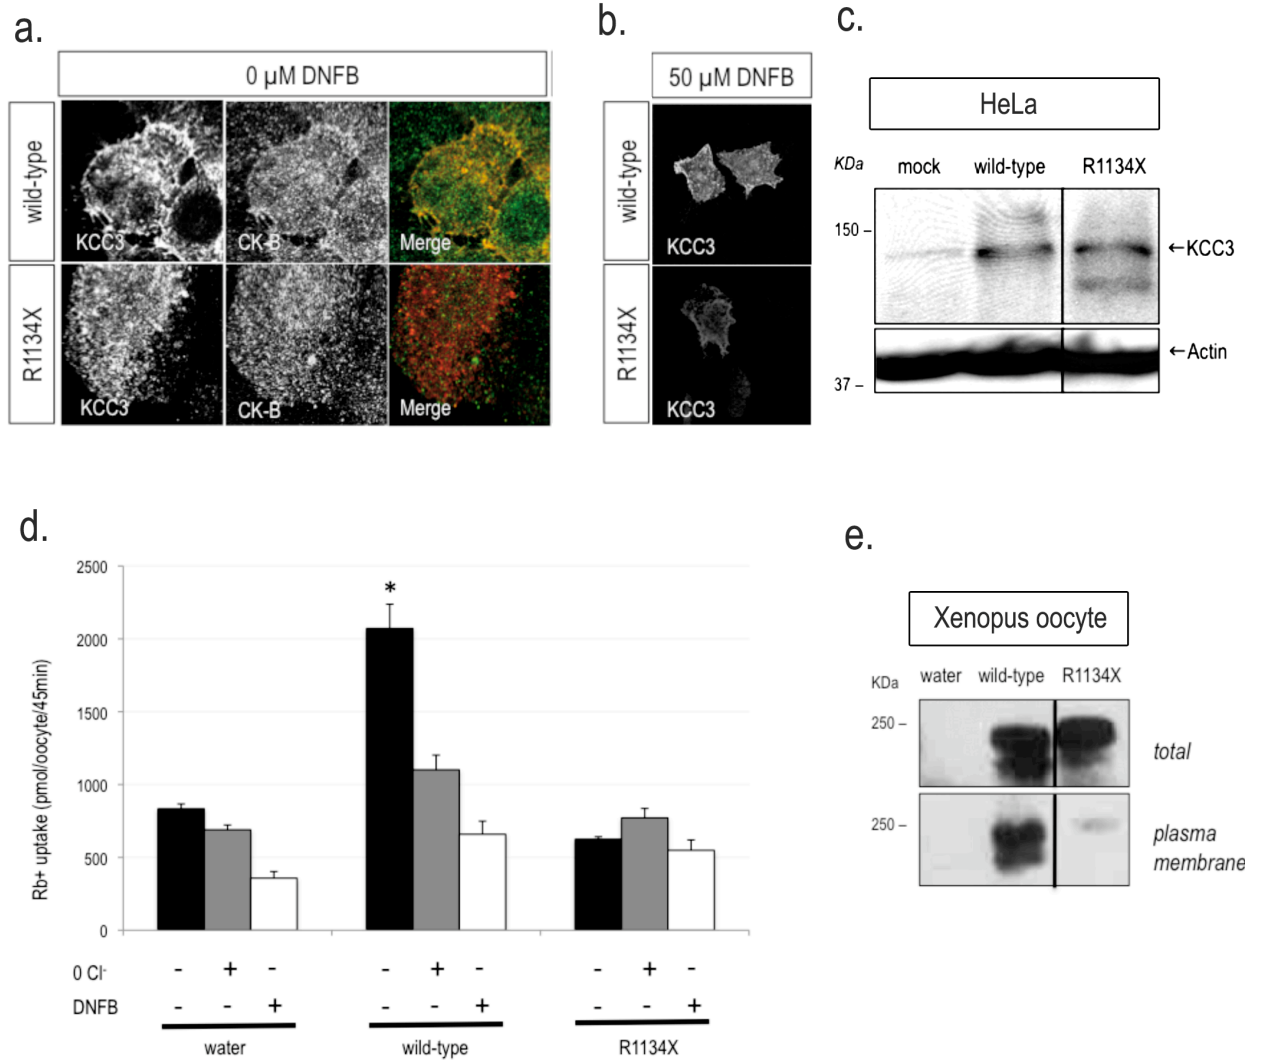 a.
0 µM DNFB
wild-type
KCC3
CK-B
Merge
R1134X
KCC3
CK-B
Merge
b.
50 µM DNFB
wild-type
KCC3
R1134X
KCC3
c.
HeLa
KDa
mock wild-type R1134X
150 –
←KCC3
←Actin
37 –
d.
Rb+ uptake (pmol/oocyte/45min)
2500
2000
1500
1000
500
0
*
0 Cl- - + - - + - - + -
DNFB - - + - - + - - +
water wild-type R1134X
e.
Xenopus oocyte
KDa water wild-type R1134X
250 –
total
250 –
plasma
membrane